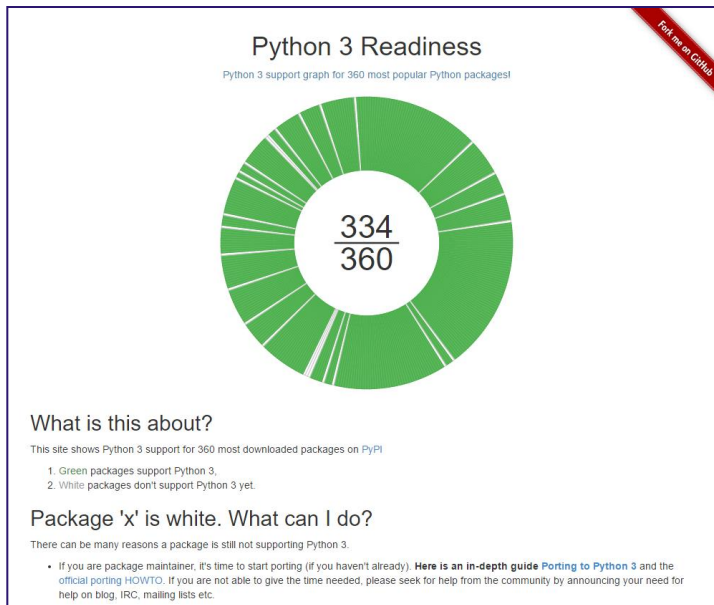 Fork me on GitHub
Python 3 Readiness
Python 3 support graph for 360 most popular Python packages!
334
360
What is this about?
This site shows Python 3 support for 360 most downloaded packages on PyPI
1. Green packages support Python 3,
2. White packages don't support Python 3 yet.
Package 'x' is white. What can I do?
There can be many reasons a package is still not supporting Python 3.
• If you are package maintainer, it's time to start porting (if you haven't already). Here is an in-depth guide Porting to Python 3 and the
official porting HOWTO. If you are not able to give the time needed, please seek for help from the community by announcing your need for
help on blog, IRC, mailing lists etc.